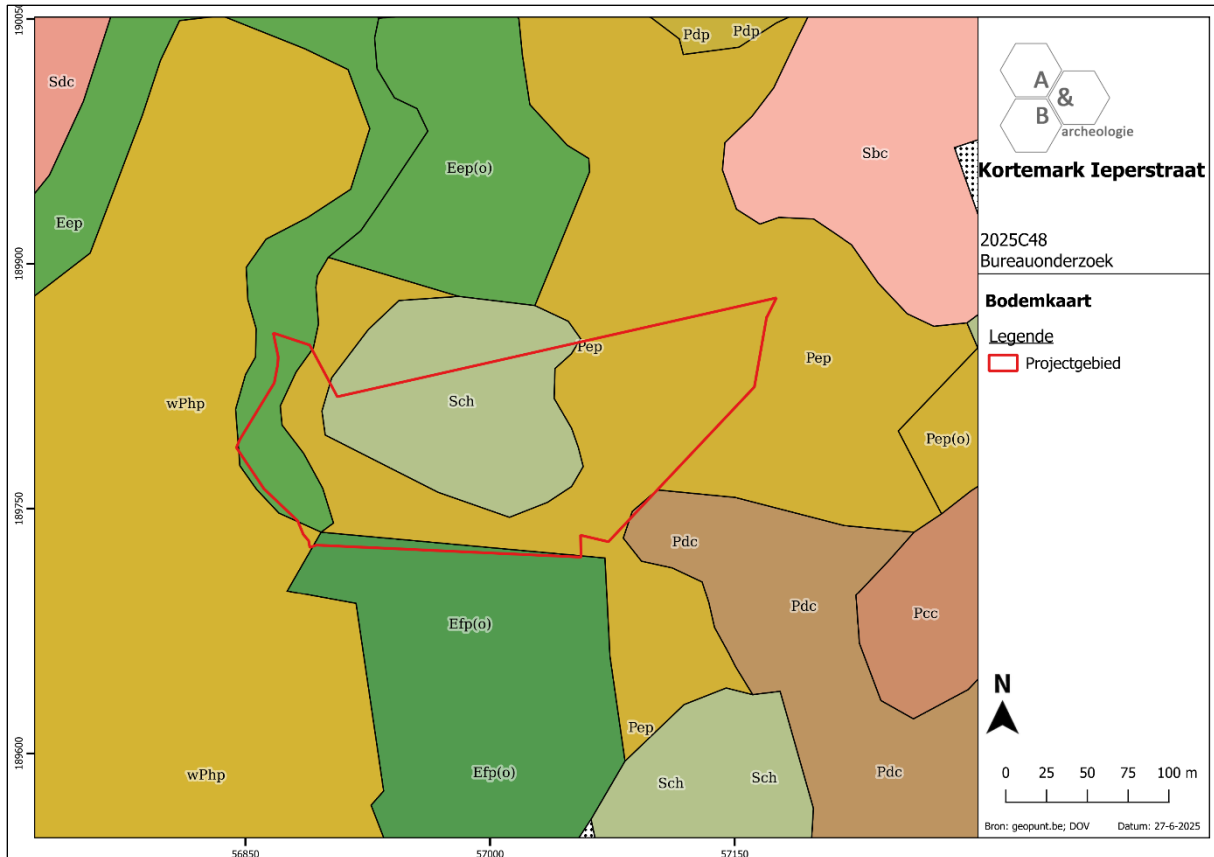 190050
189900
189750
189600
56850
57000
57150
Sdc
Eep
Eep(o)
Pdp
Pdp
Sbc
wPhp
Pep
Pep
Sch
Pep(o)
Pdc
Pdc
Pcc
Efp(o)
Pep
wPhp
Efp(o)
Sch
Sch
Pdc
A
&
B
archeologie
Kortemark Ieperstraat
2025C48
Bureauonderzoek
Bodemkaart
Legende
Projectgebied
N
0 25 50 75 100 m
Bron: geopunt.be; DOV Datum: 27-6-2025